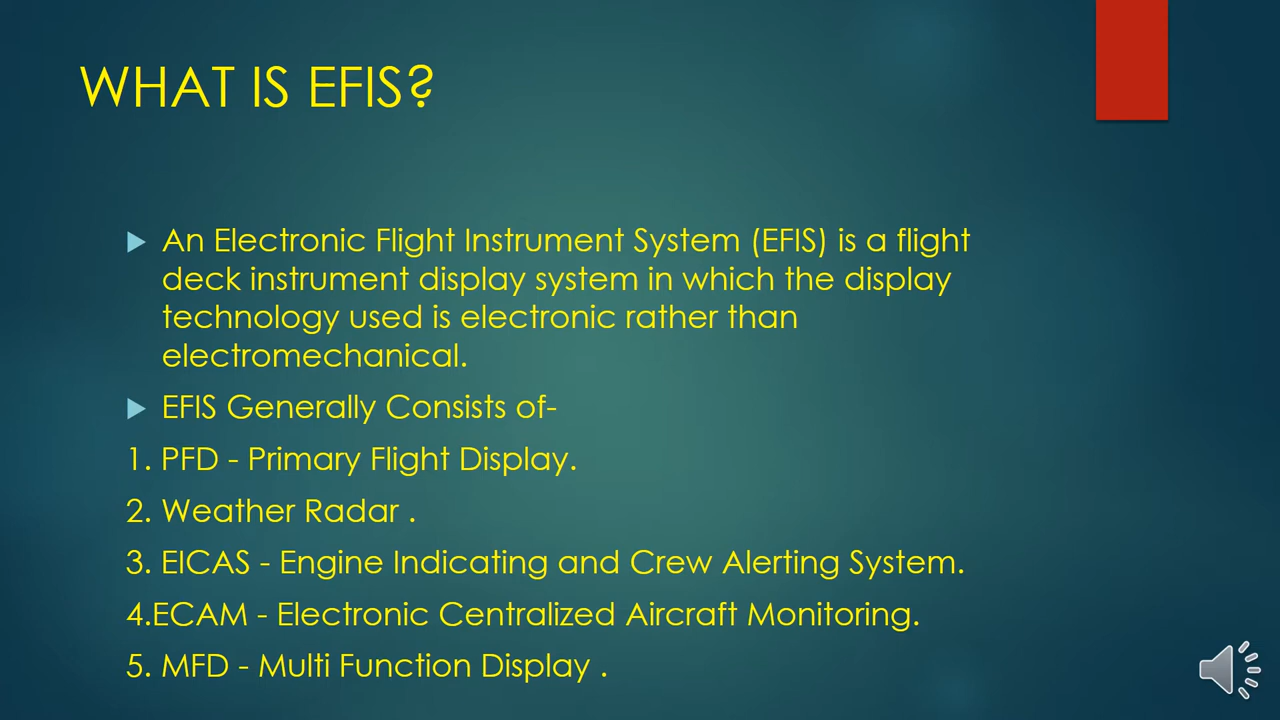 WHAT IS EFIS?
An Electronic Flight Instrument System (EFIS) is a flight
deck instrument display system in which the display
technology used is electronic rather than
electromechanical.
EFIS Generally Consists of-
1. PFD - Primary Flight Display.
2. Weather Radar .
3. EICAS - Engine Indicating and Crew Alerting System.
4.ECAM - Electronic Centralized Aircraft Monitoring.
5. MFD - Multi Function Display .